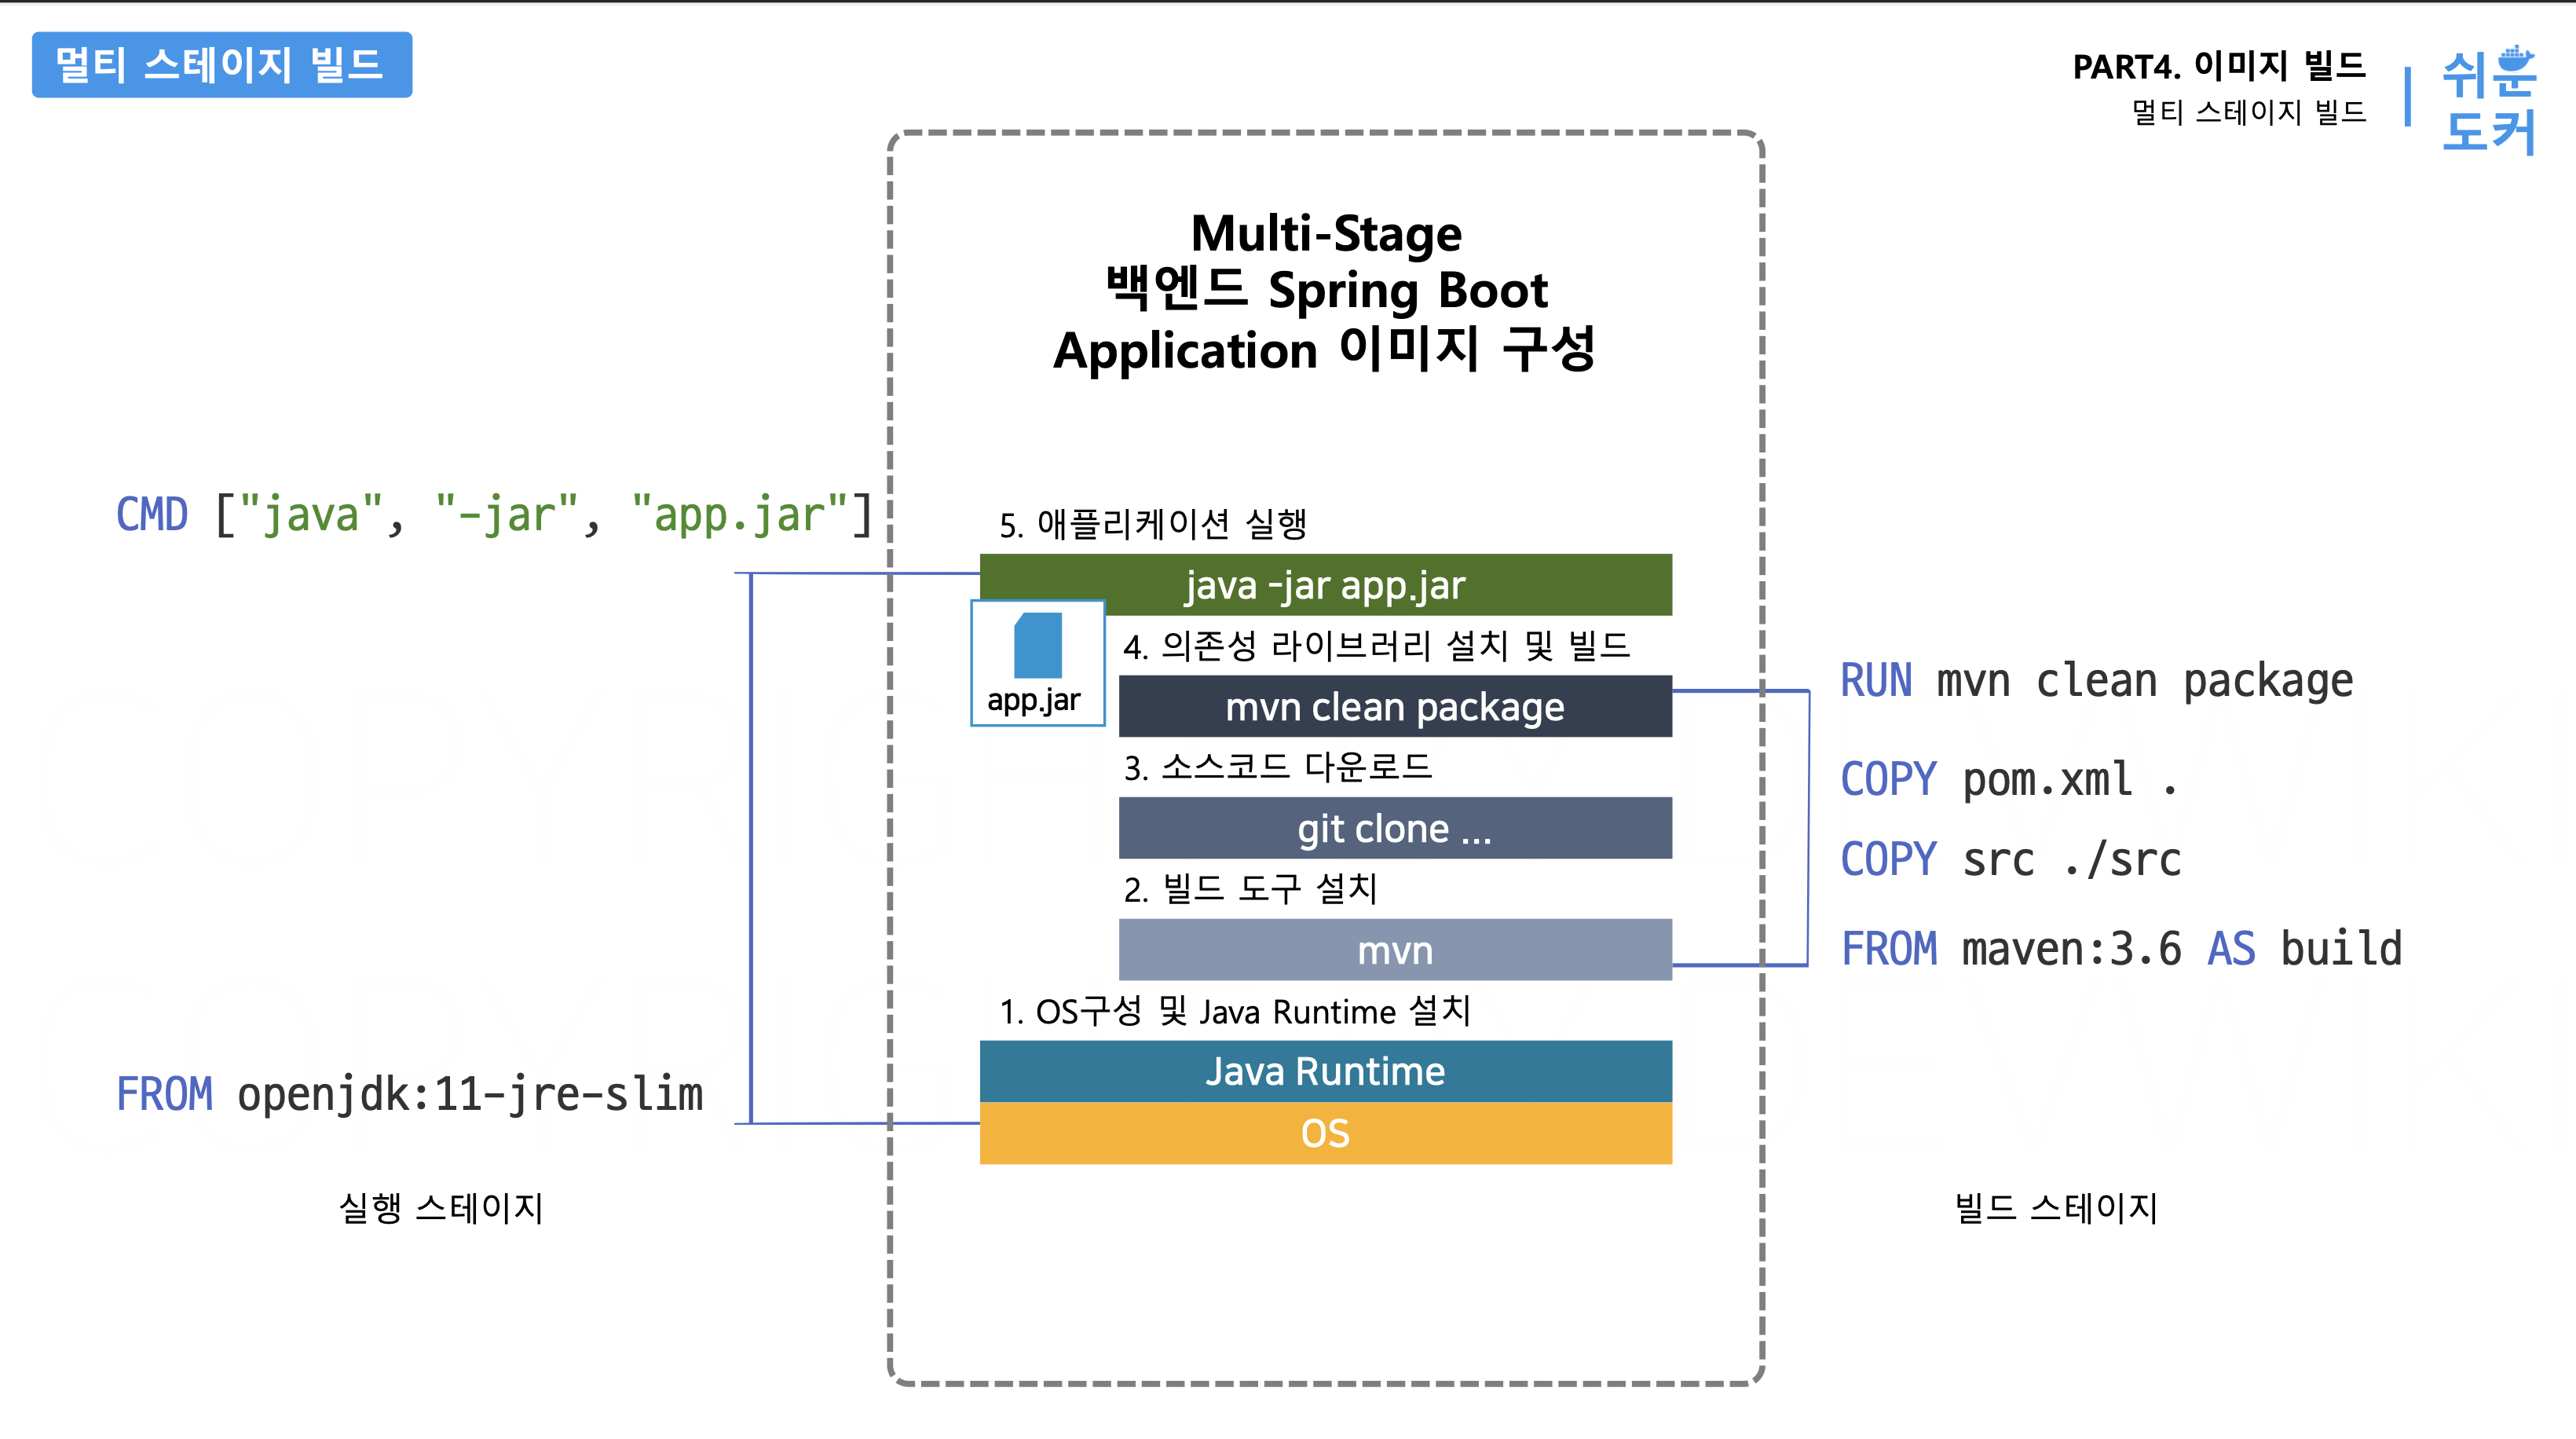 멀티 스테이지 빌드
PART4. 이미지 빌드
멀티 스테이지 빌드
쉬운
도커
Multi-Stage
백엔드 Spring Boot
Application 이미지 구성
CMD ["java", "-jar", "app.jar"]
5. 애플리케이션 실행
java -jar app.jar
app.jar
4. 의존성 라이브러리 설치 및 빌드
mvn clean package
3. 소스코드 다운로드
git clone ...
2. 빌드 도구 설치
mvn
1. OS구성 및 Java Runtime 설치
Java Runtime
OS
FROM openjdk:11-jre-slim
실행 스테이지
RUN mvn clean package
COPY pom.xml .
COPY src ./src
FROM maven:3.6 AS build
빌드 스테이지